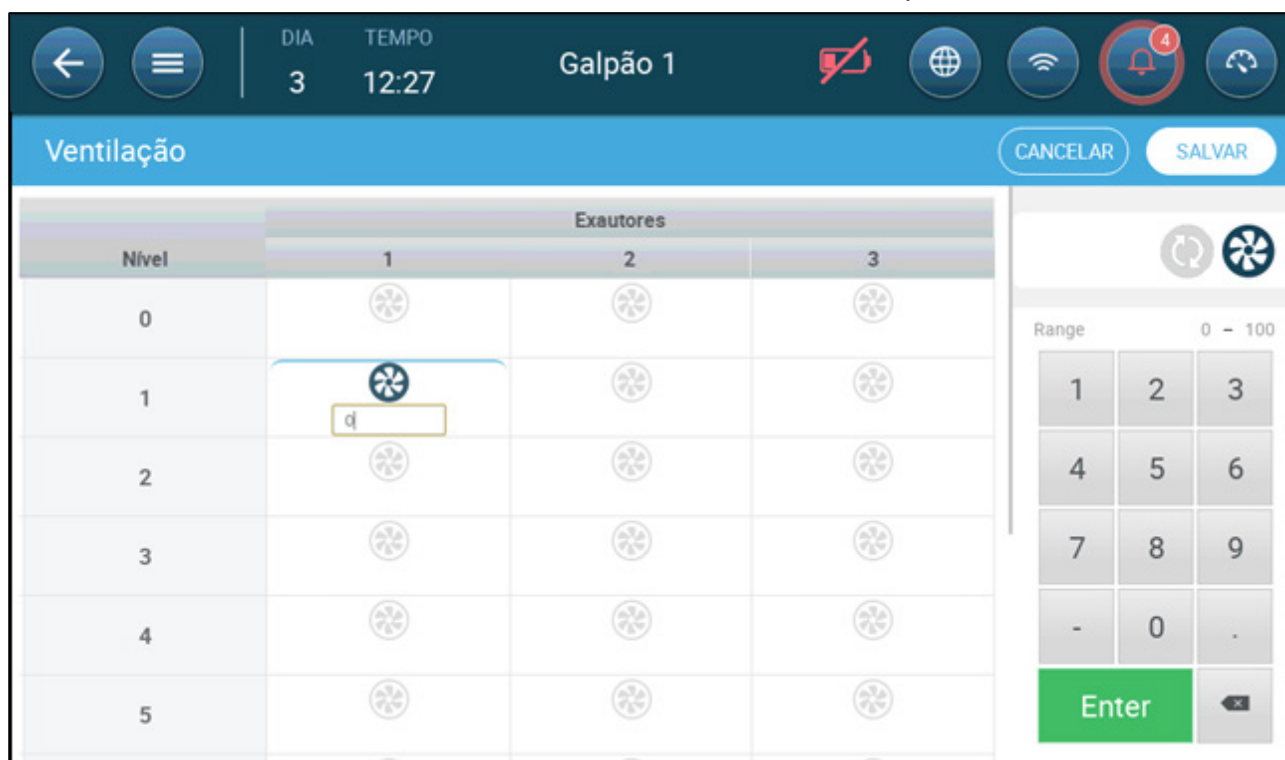 DIA TEMPO
3 12:27 Galpão 1 4
Ventilação CANCELAR SALVAR
Exautores
Nível 1 2 3
0
1
0
2
3
4
5
Range 0 – 100
1 2 3
4 5 6
7 8 9
- 0 .
Enter